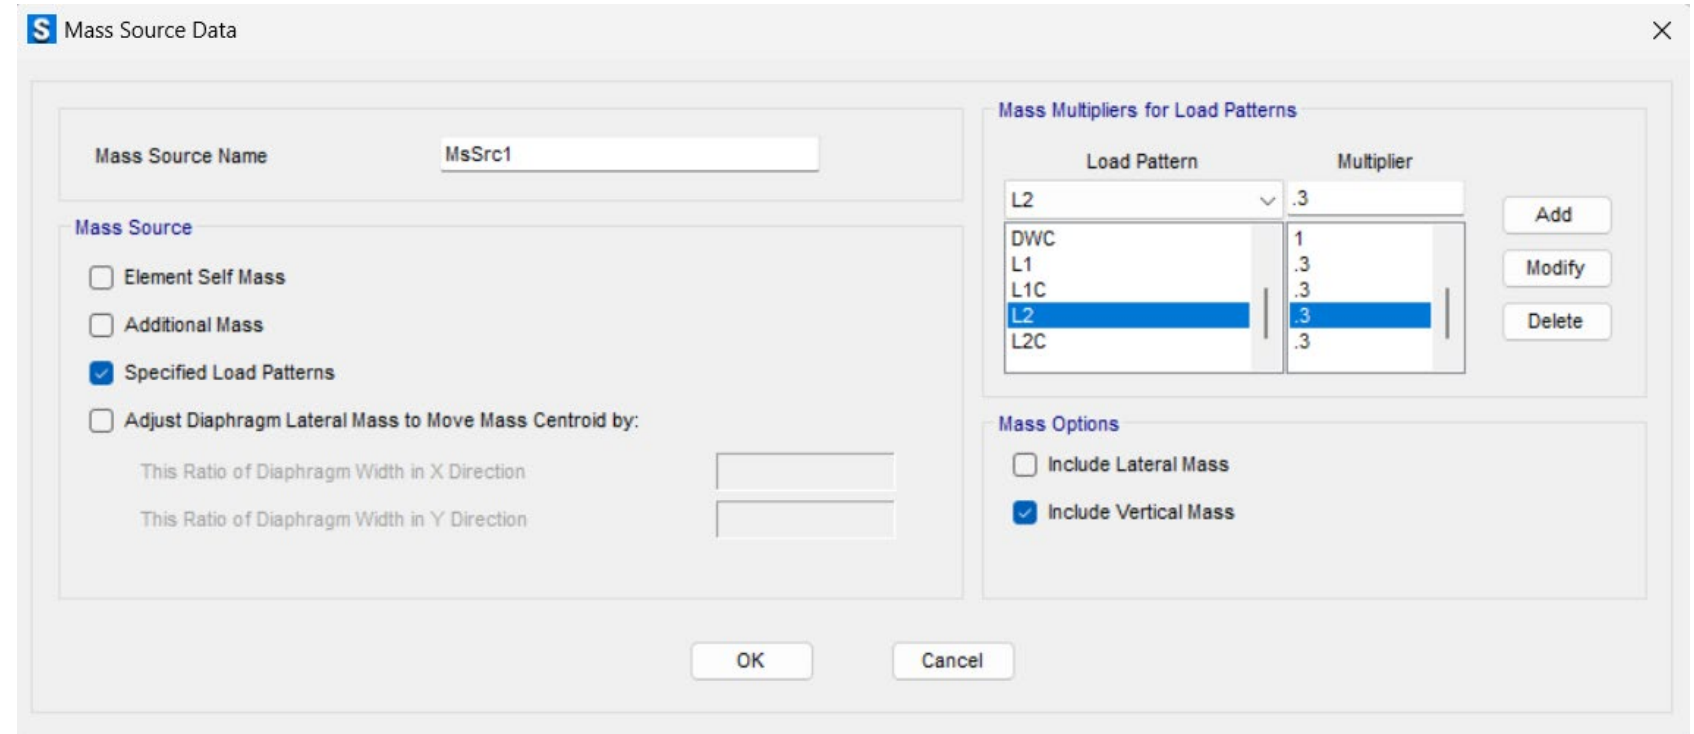 S Mass Source Data
Mass Source Name MsSrc1
Mass Source
Element Self Mass
Additional Mass
Specified Load Patterns
Adjust Diaphragm Lateral Mass to Move Mass Centroid by:
This Ratio of Diaphragm Width in X Direction
This Ratio of Diaphragm Width in Y Direction
Mass Multipliers for Load Patterns
Load Pattern Multiplier
L2 .3
DWC 1
L1 .3
L1C .3
L2 .3
L2C .3
Add
Modify
Delete
Mass Options
Include Lateral Mass
Include Vertical Mass
OK Cancel